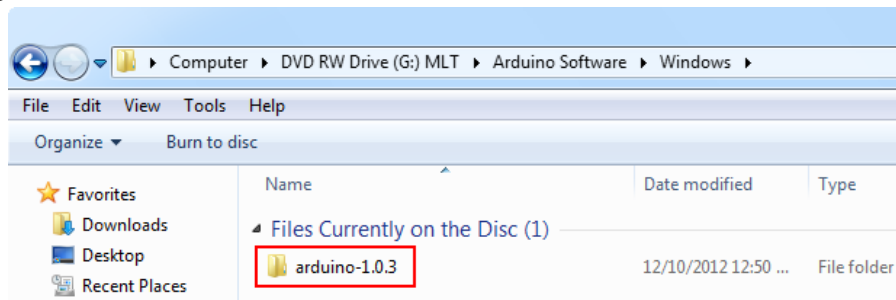 Computer DVD RW Drive (G:) MLT Arduino Software Windows
File Edit View Tools Help
Organize Burn to disc
Favorites
Downloads
Desktop
Recent Places
Name Date modified Type
Files Currently on the Disc (1)
arduino-1.0.3 12/10/2012 12:50 ... File folder